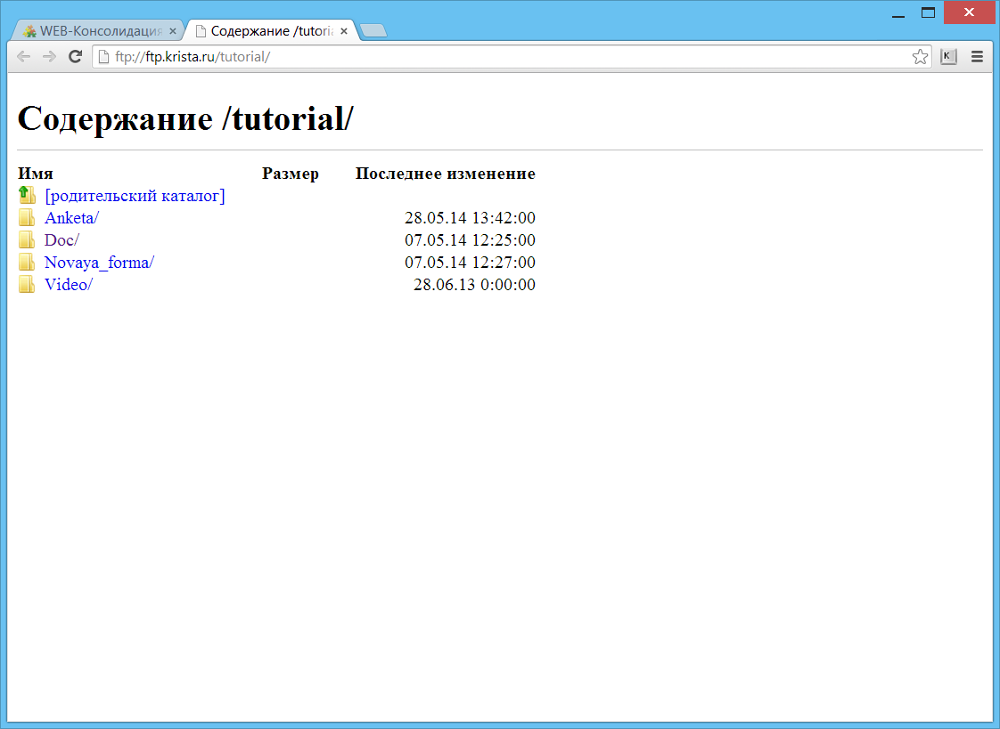 WEB-Консолидация
Содержание /tutori
ftp://ftp.krista.ru/tutorial/
K
Содержание /tutorial/
Имя Размер Последнее изменение
[родительский каталог]
Anketa/ 28.05.14 13:42:00
Doc/ 07.05.14 12:25:00
Novaya_forma/ 07.05.14 12:27:00
Video/ 28.06.13 0:00:00